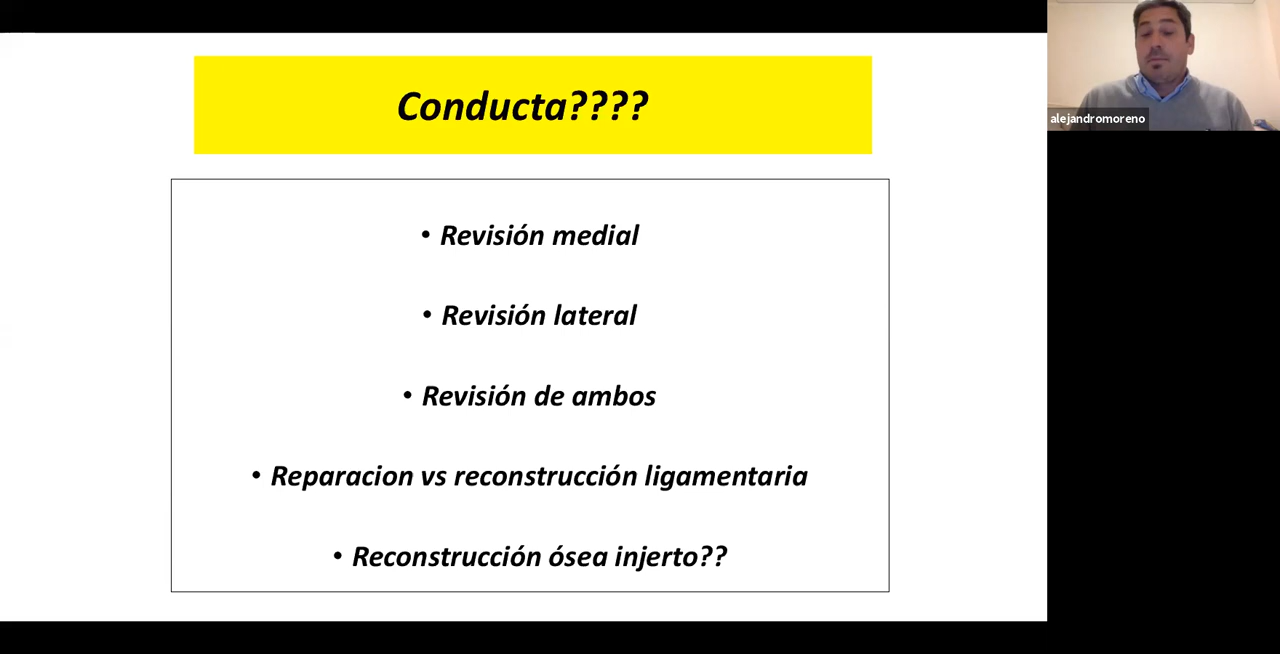 Conducta????
• Revisión medial
• Revisión lateral
• Revisión de ambos
• Reparacion vs reconstrucción ligamentaria
• Reconstrucción ósea injerto??
alejandromoreno